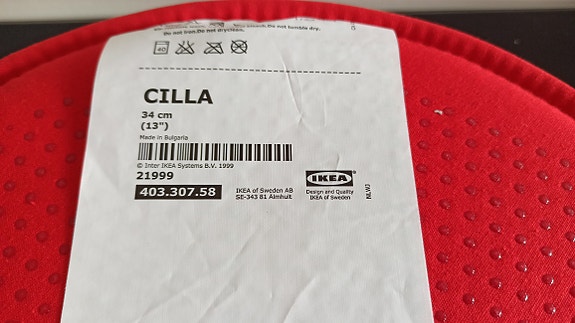 Do not iron. Do not dryclean.
40
CILLA
34 cm
(13")
Made in Bulgaria
© Inter IKEA Systems B.V. 1999
21999
403.307.58
IKEA of Sweden AB
SE-343 81 Älmhult
IKEA
Design and Quality
IKEA of Sweden